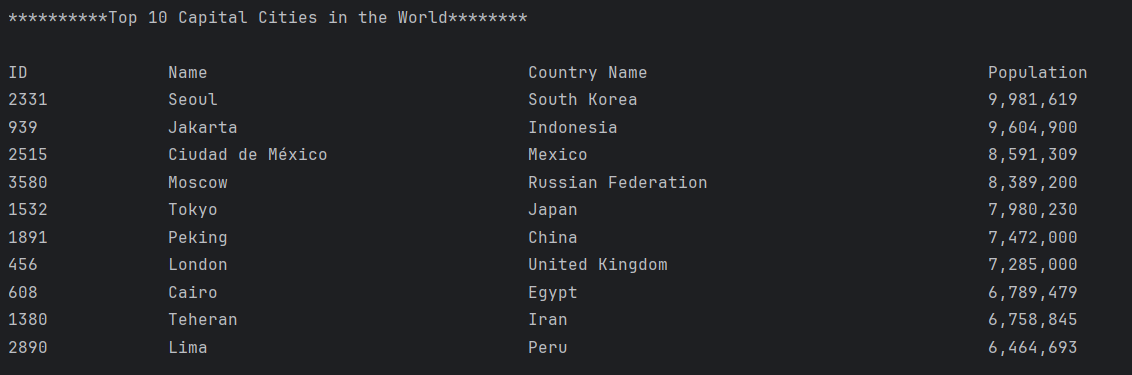 **********Top 10 Capital Cities in the World********
ID Name Country Name Population
2331 Seoul South Korea 9,981,619
939 Jakarta Indonesia 9,604,900
2515 Ciudad de México Mexico 8,591,309
3580 Moscow Russian Federation 8,389,200
1532 Tokyo Japan 7,980,230
1891 Peking China 7,472,000
456 London United Kingdom 7,285,000
608 Cairo Egypt 6,789,479
1380 Teheran Iran 6,758,845
2890 Lima Peru 6,464,693